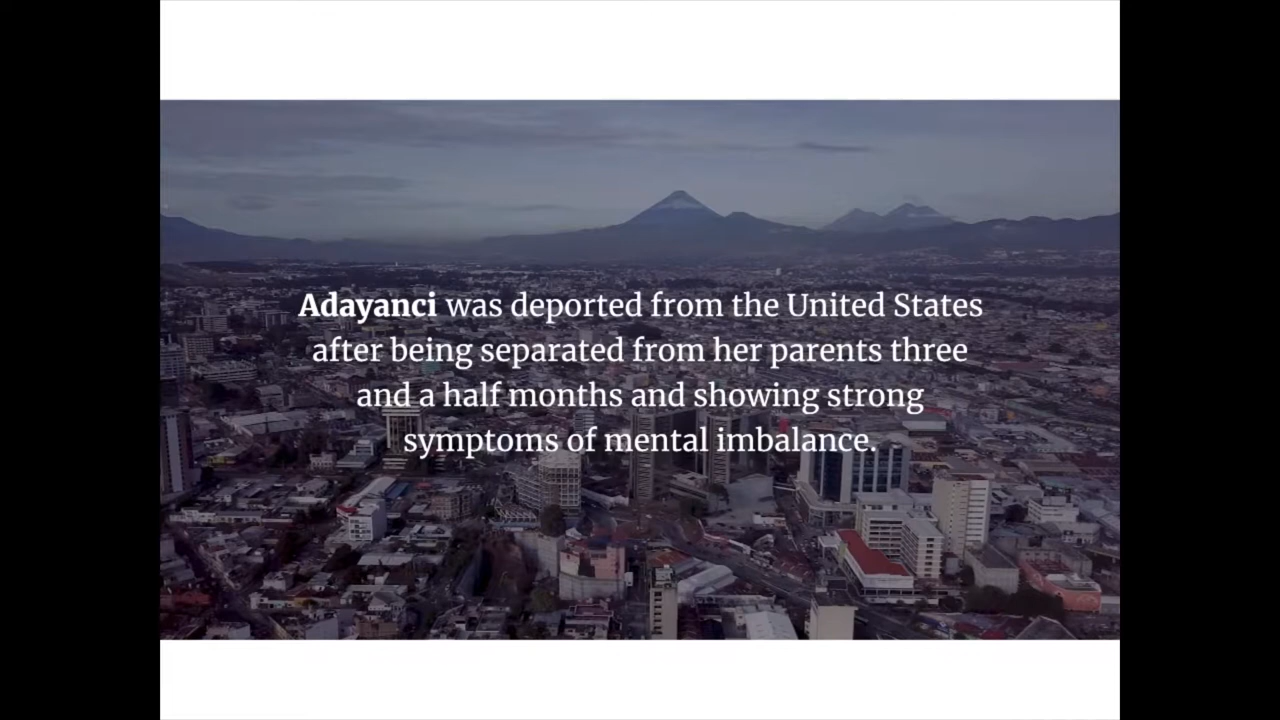 Adayanci was deported from the United States
after being separated from her parents three
and a half months and showing strong
symptoms of mental imbalance.